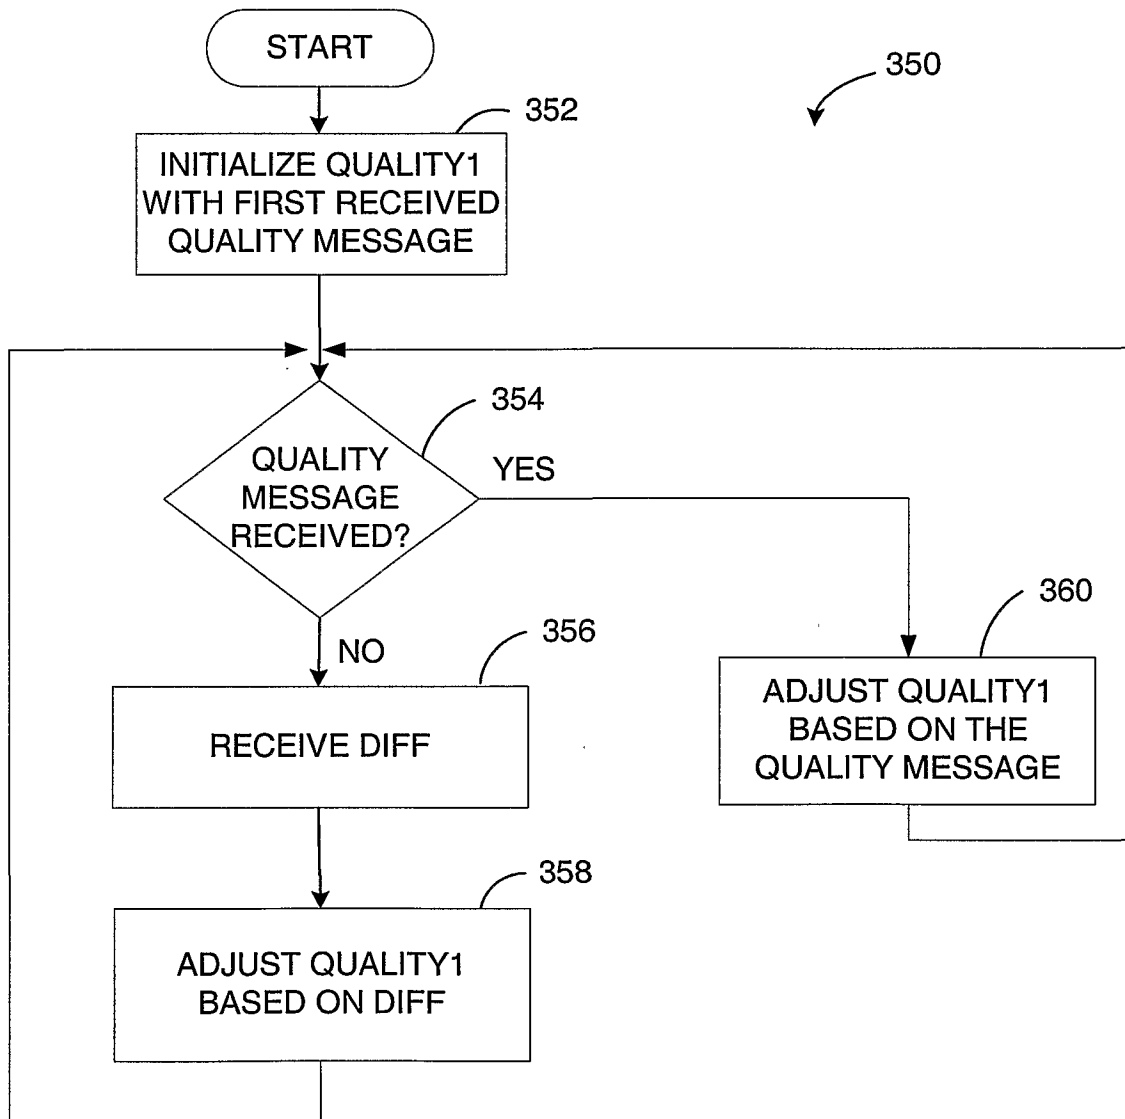 START
350
352
INITIALIZE QUALITY1
WITH FIRST RECEIVED
QUALITY MESSAGE
354
QUALITY
MESSAGE
RECEIVED?
YES
NO
356
RECEIVE DIFF
360
ADJUST QUALITY1
BASED ON THE
QUALITY MESSAGE
358
ADJUST QUALITY1
BASED ON DIFF